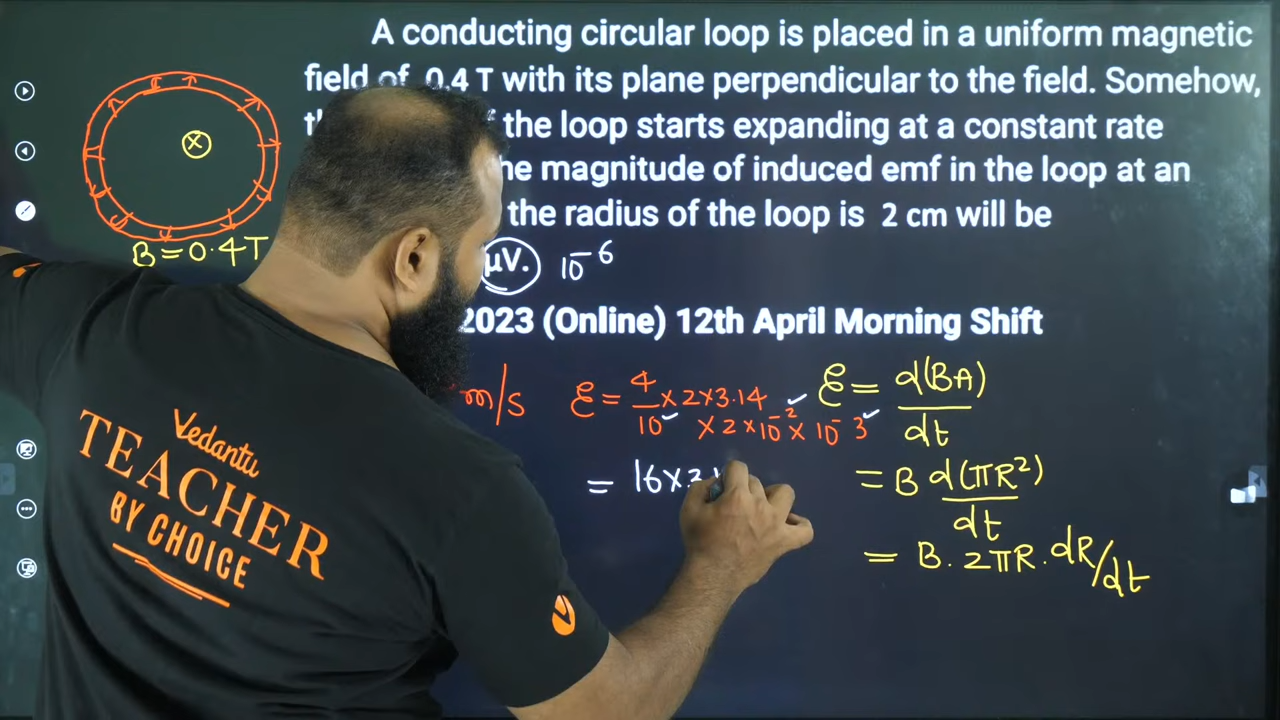 A conducting circular loop is placed in a uniform magnetic
field of 0.4 T with its plane perpendicular to the field. Somehow,
the loop starts expanding at a constant rate
the magnitude of induced emf in the loop at an
the radius of the loop is 2 cm will be
μV. 10⁻⁶
2023 (Online) 12th April Morning Shift
B = 0.4T
m/s
ℰ = 4/10 × 2 × 3.14
× 2 × 10⁻² × 10⁻³
= 16 × 3.1
ℰ = d(BA)/dt
= B d(πR²)/dt
= B. 2πR. dR/dt
Vedantu
TEACHER
BY CHOICE